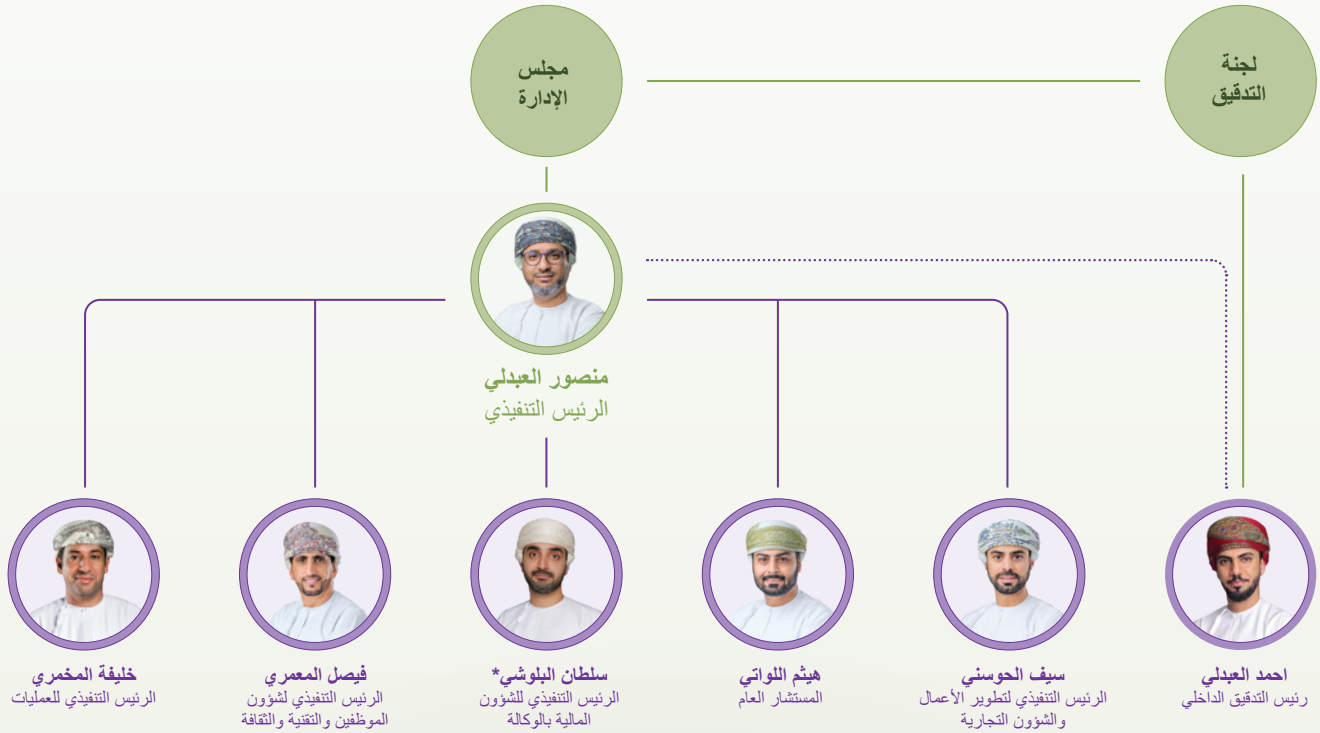 لجنة
التدقيق
مجلس
الإدارة
منصور العبدلي
الرئيس التنفيذي
احمد العبدلي
رئيس التدقيق الداخلي
سيف الحوسني
الرئيس التنفيذي لتطوير الأعمال
والشؤون التجارية
هيثم اللواتي
المستشار العام
سلطان البلوشي*
الرئيس التنفيذي للشؤون
المالية بالوكالة
فيصل المعمري
الرئيس التنفيذي لشؤون
الموظفين والتقنية والثقافة
خليفة المخمري
الرئيس التنفيذي للعمليات